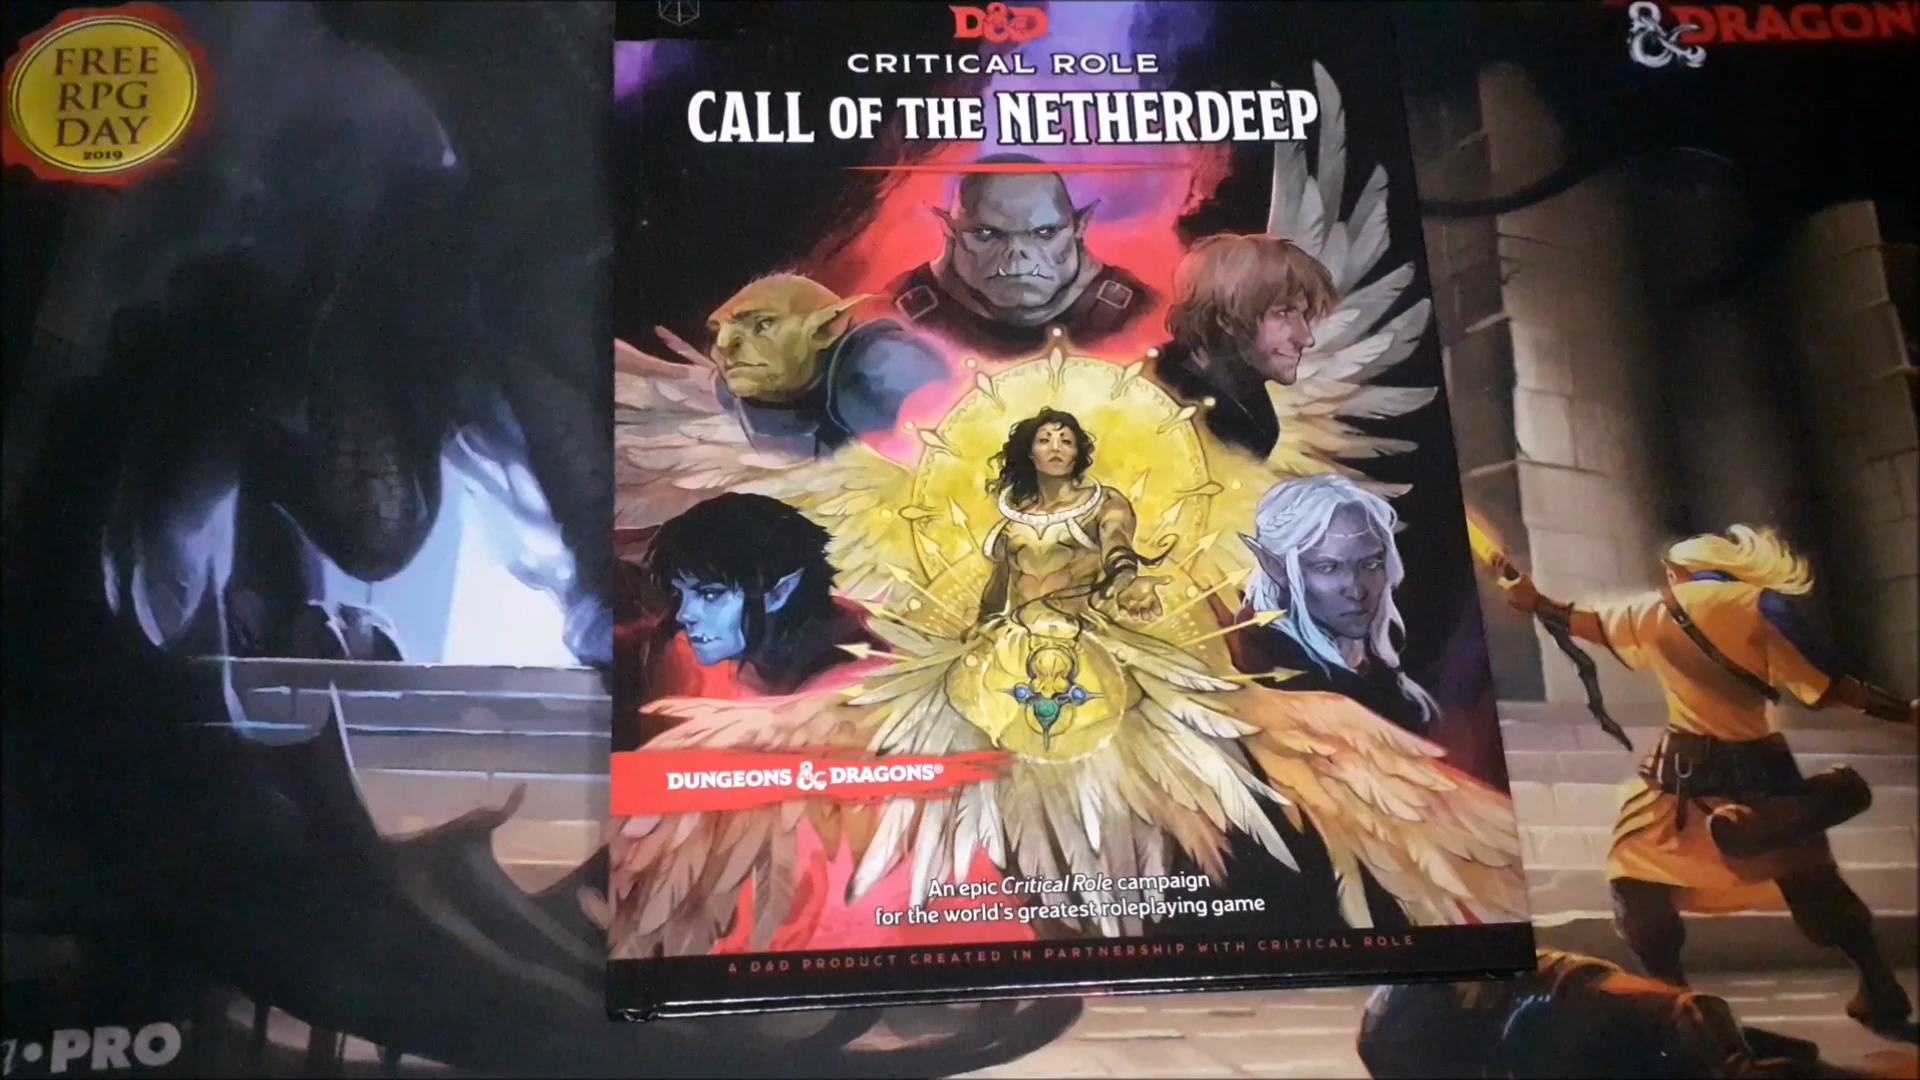 FREE
RPG
DAY
2019
D&D
CRITICAL ROLE
CALL OF THE NETHERDEEP
DUNGEONS & DRAGONS®
An epic Critical Role campaign
for the world's greatest roleplaying game
A D&D PRODUCT CREATED IN PARTNERSHIP WITH CRITICAL ROLE
& DRAGON
PRO